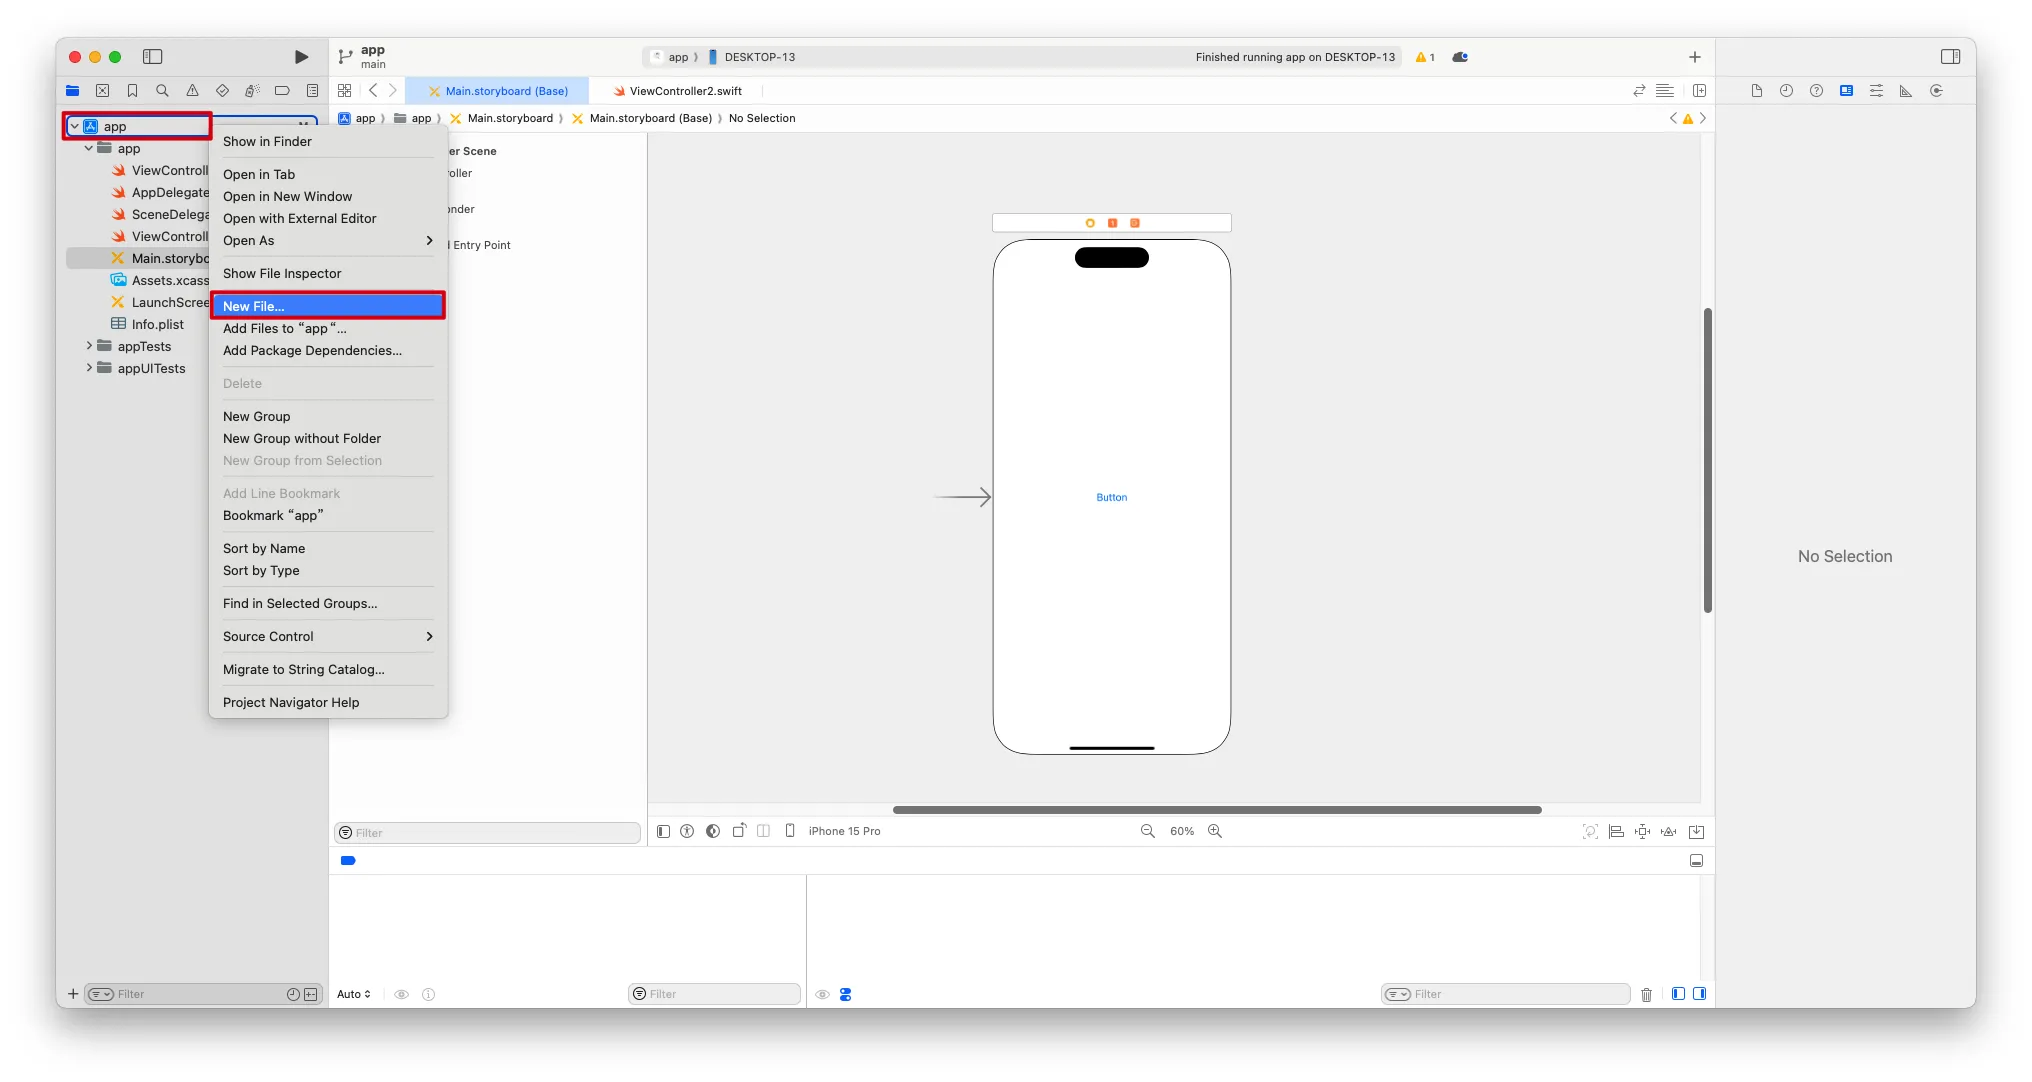 app
main
app
DESKTOP-13
Finished running app on DESKTOP-13
1
Main.storyboard (Base)
ViewController2.swift
app
app
Main.storyboard
Main.storyboard (Base)
No Selection
app
app
ViewControll
AppDelegate
SceneDelega
ViewControll
Main.storybo
Assets.xcass
LaunchScree
Info.plist
appTests
appUITests
Show in Finder
Open in Tab
Open in New Window
Open with External Editor
Open As
Show File Inspector
New File...
Add Files to “app“...
Add Package Dependencies...
Delete
New Group
New Group without Folder
New Group from Selection
Add Line Bookmark
Bookmark “app”
Sort by Name
Sort by Type
Find in Selected Groups...
Source Control
Migrate to String Catalog...
Project Navigator Help
er Scene
oller
onder
Entry Point
Button
No Selection
Filter
iPhone 15 Pro
60%
Filter
Auto
Filter
Filter